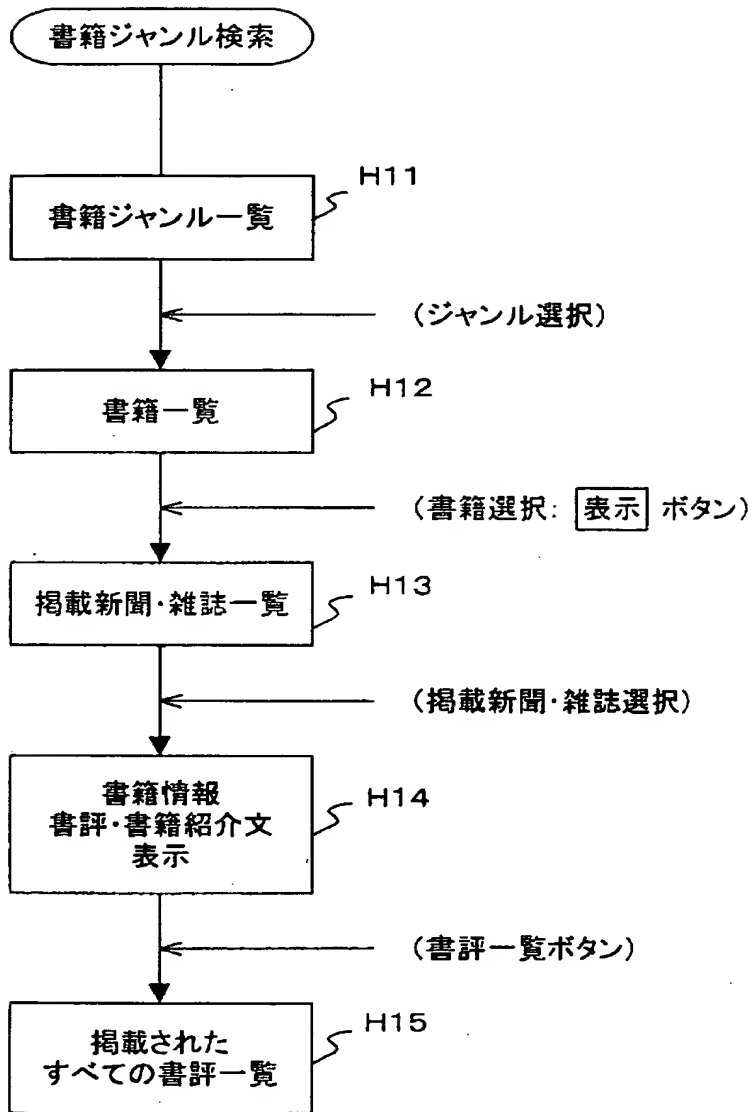 書籍ジャンル検索
H11
書籍ジャンル一覧
(ジャンル選択)
H12
書籍一覧
(書籍選択: 表示 ボタン)
H13
掲載新聞・雑誌一覧
(掲載新聞・雑誌選択)
書籍情報
H14
書評・書籍紹介文
表示
(書評一覧ボタン)
H15
掲載された
すべての書評一覧